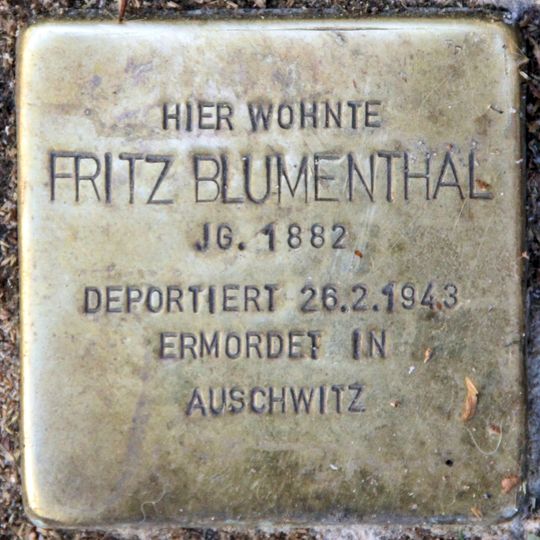 HIER WOHNTE
FRITZ BLUMENTHAL
JG. 1882
DEPORTIERT 26.2.1943
ERMORDET IN
AUSCHWITZ